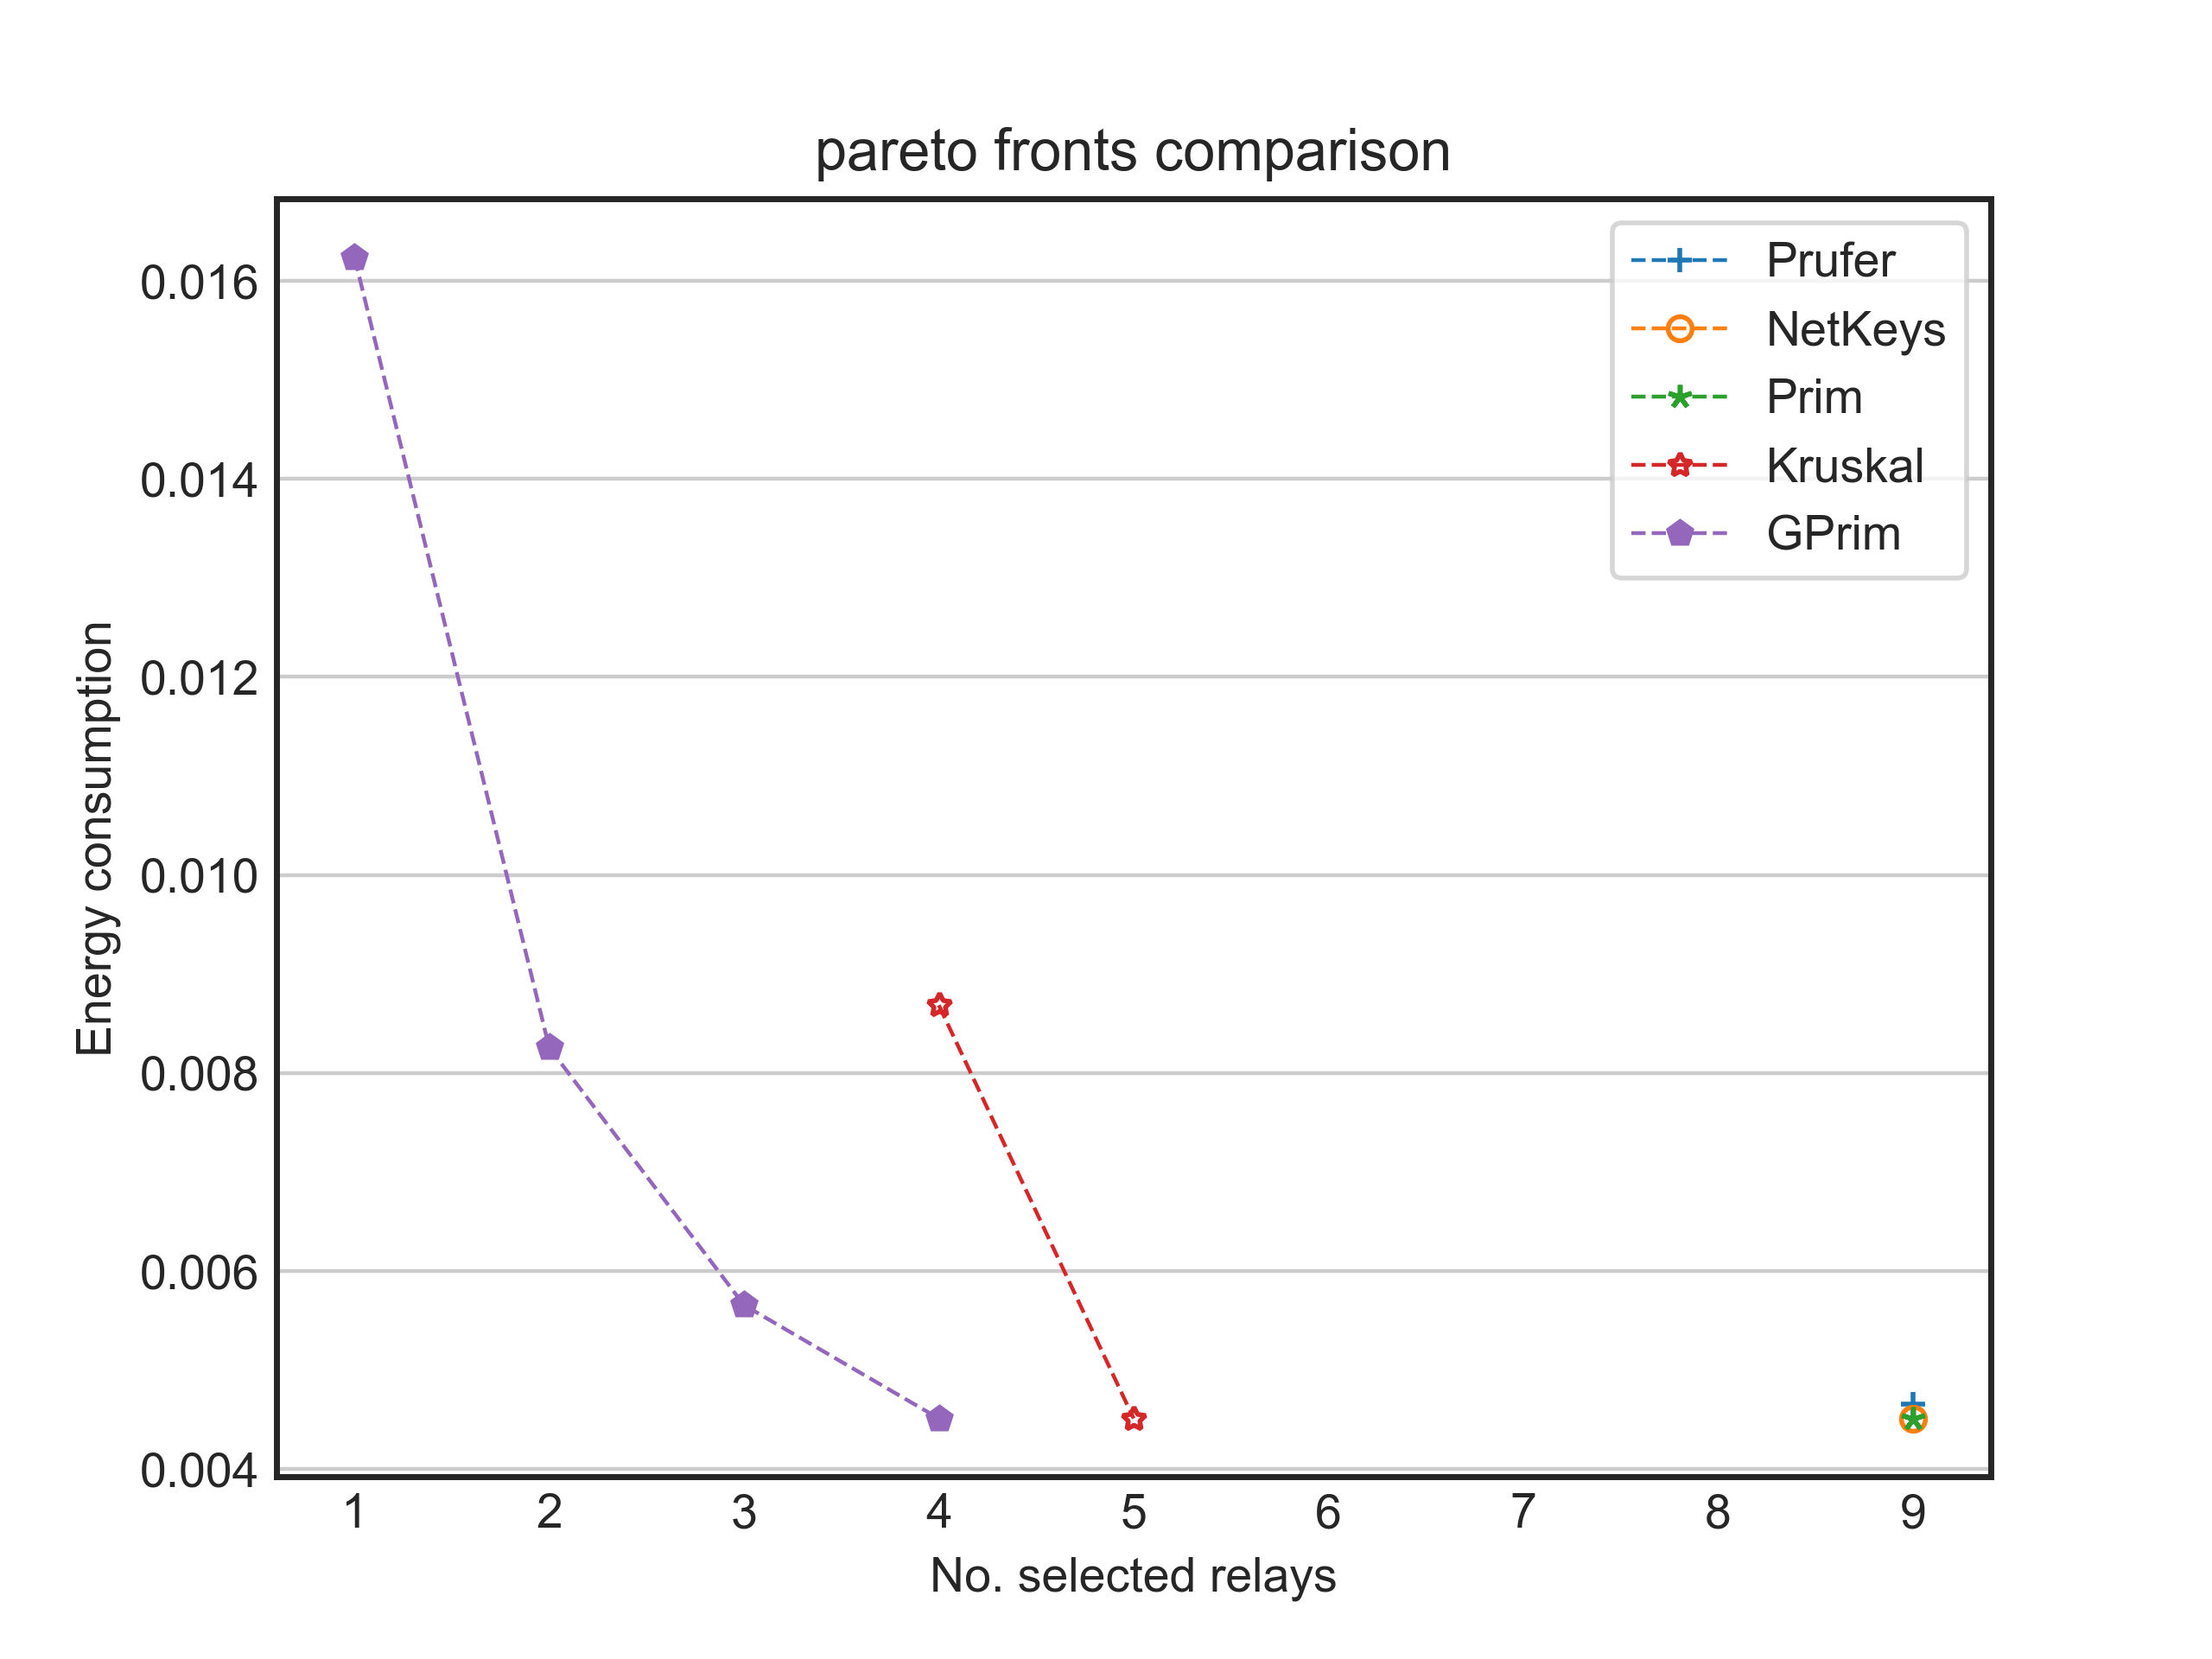 pareto fronts comparison
Prufer
NetKeys
Prim
Kruskal
GPrim
Energy consumption
0.016
0.014
0.012
0.010
0.008
0.006
0.004
1 2 3 4 5 6 7 8 9
No. selected relays